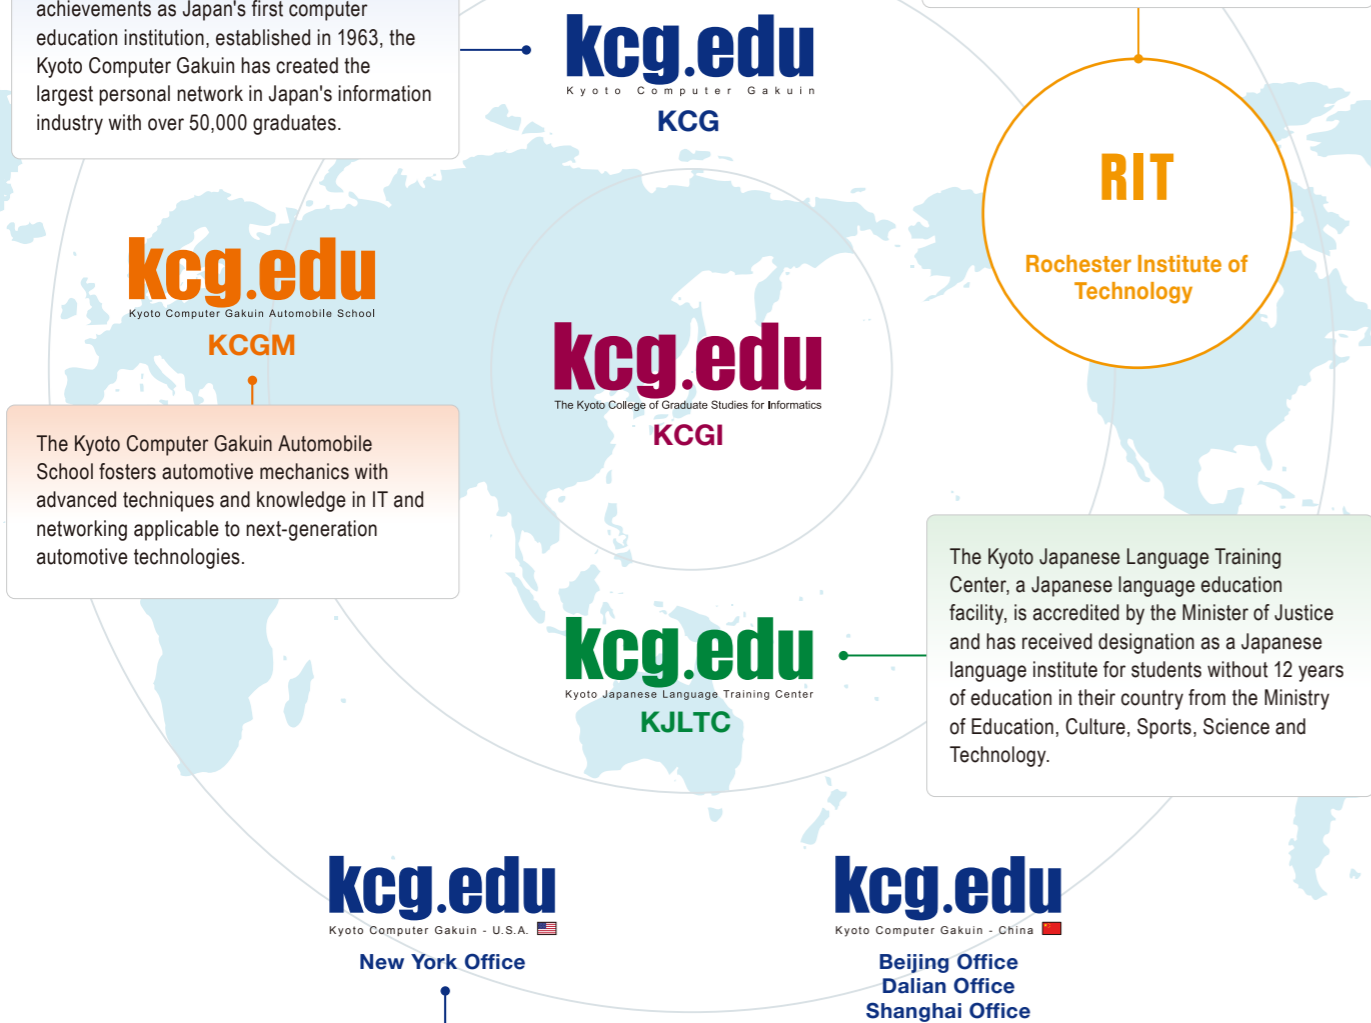 achievements as Japan's first computer
education institution, established in 1963, the
Kyoto Computer Gakuin has created the
largest personal network in Japan's information
industry with over 50,000 graduates.
kcg.edu
Kyoto Computer Gakuin
KCG
RIT
Rochester Institute of
Technology
kcg.edu
Kyoto Computer Gakuin Automobile School
KCGM
kcg.edu
The Kyoto College of Graduate Studies for Informatics
KCGI
The Kyoto Computer Gakuin Automobile
School fosters automotive mechanics with
advanced techniques and knowledge in IT and
networking applicable to next-generation
automotive technologies.
kcg.edu
Kyoto Japanese Language Training Center
KJLTC
The Kyoto Japanese Language Training
Center, a Japanese language education
facility, is accredited by the Minister of Justice
and has received designation as a Japanese
language institute for students without 12 years
of education in their country from the Ministry
of Education, Culture, Sports, Science and
Technology.
kcg.edu
Kyoto Computer Gakuin - U.S.A.
New York Office
kcg.edu
Kyoto Computer Gakuin - China
Beijing Office
Dalian Office
Shanghai Office